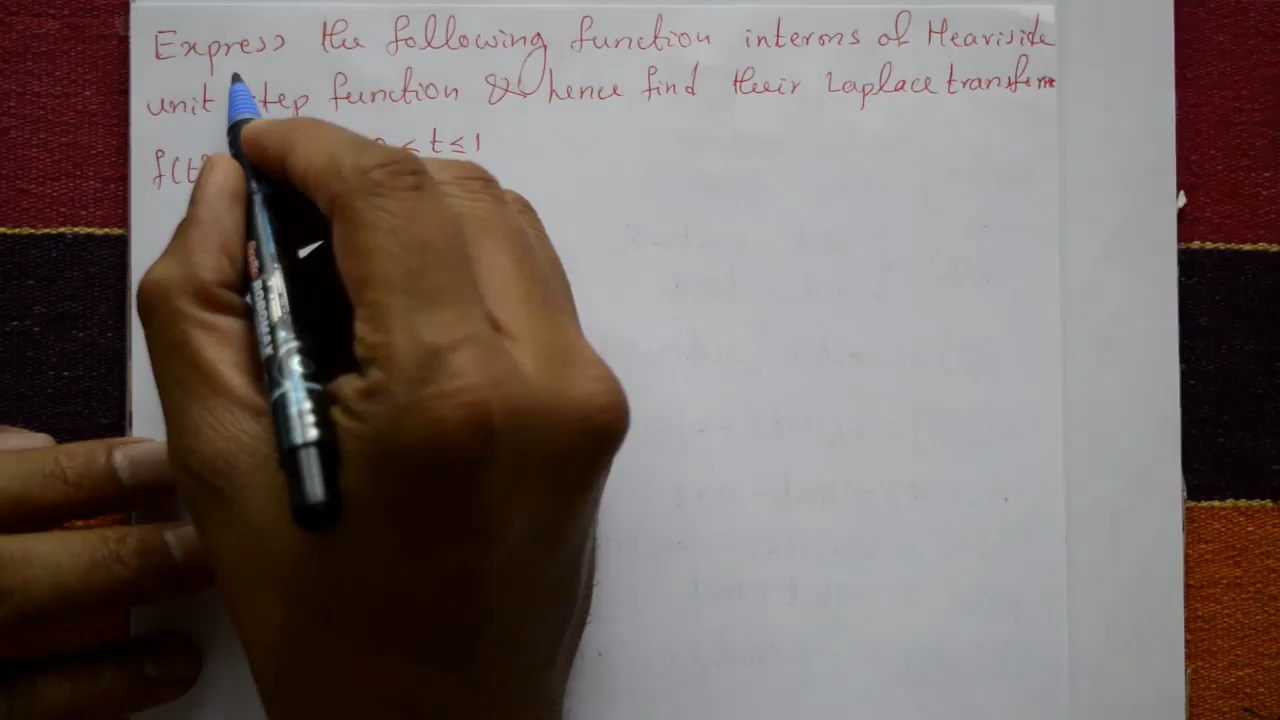 Express the following function interms of Heaviside
unit step function & hence find their Laplace transform
f(t ≤ t ≤ 1